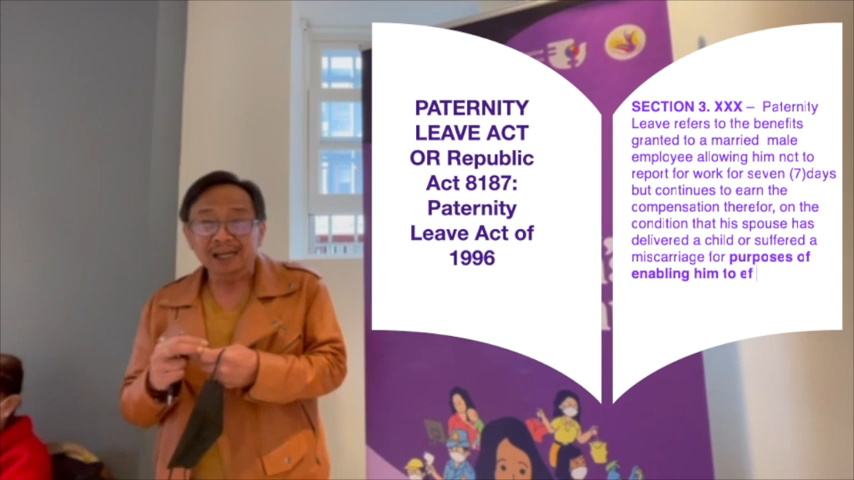 PATERNITY
LEAVE ACT
OR Republic
Act 8187:
Paternity
Leave Act of
1996
SECTION 3. XXX – Paternity
Leave refers to the benefits
granted to a married male
employee allowing him not to
report for work for seven (7)days
but continues to earn the
compensation therefor, on the
condition that his spouse has
delivered a child or suffered a
miscarriage for purposes of
enabling him to ef